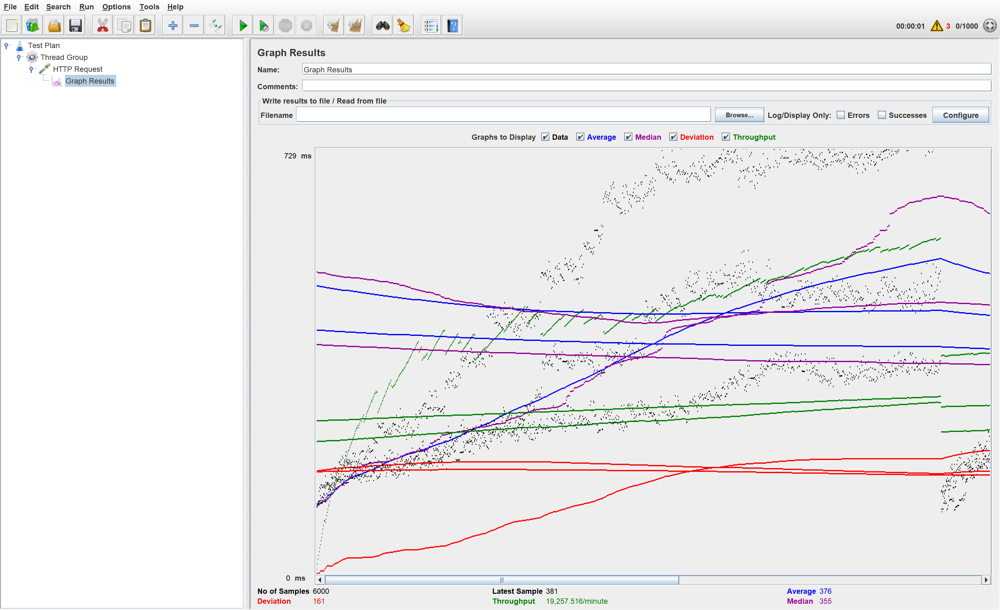 File Edit Search Run Options Tools Help
STOP
?
00:00:01 3 0/1000
Test Plan
Thread Group
HTTP Request
Graph Results
Graph Results
Name: Graph Results
Comments:
Write results to file / Read from file
Filename Browse... Log/Display Only: Errors Successes Configure
Graphs to Display Data Average Median Deviation Throughput
729 ms
0 ms
No of Samples 6000 Latest Sample 381 Average 376
Deviation 161 Throughput 19,257.516/minute Median 355